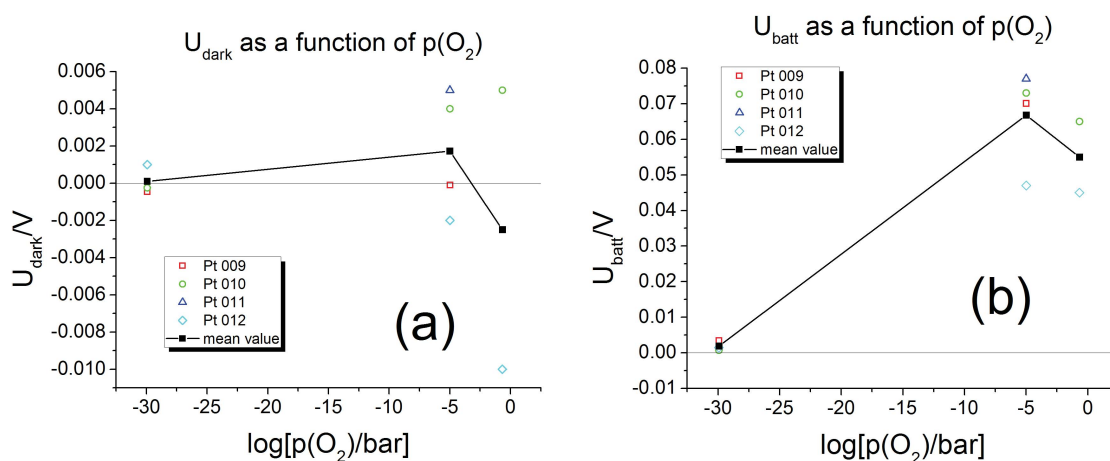 U_dark as a function of p(O₂)
0.006
0.004
0.002
0.000
-0.002
-0.004
-0.006
-0.008
-0.010
U_dark/V
Pt 009
Pt 010
Pt 011
Pt 012
mean value
(a)
-30 -25 -20 -15 -10 -5 0
log[p(O₂)/bar]
U_batt as a function of p(O₂)
0.08
0.07
0.06
0.05
0.04
0.03
0.02
0.01
0.00
-0.01
U_batt/V
Pt 009
Pt 010
Pt 011
Pt 012
mean value
(b)
-30 -25 -20 -15 -10 -5 0
log[p(O₂)/bar]